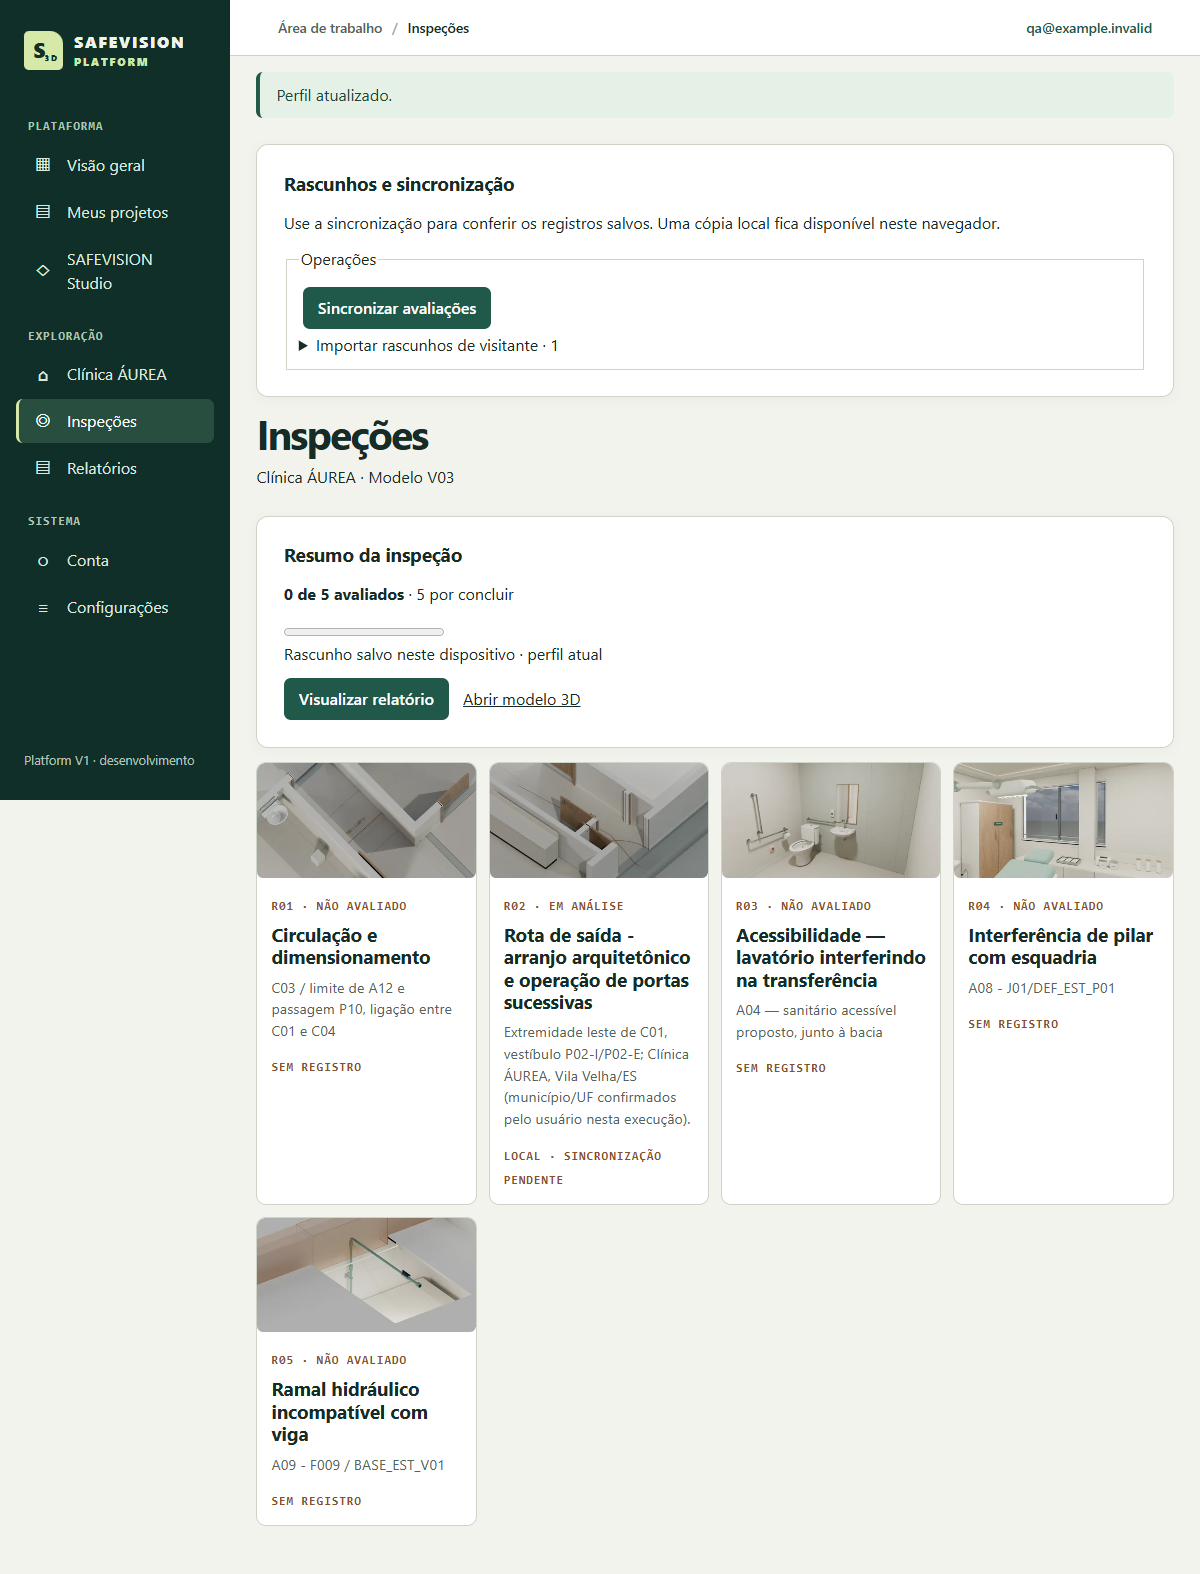 S3D
SAFEVISION
PLATFORM
PLATAFORMA
Visão geral
Meus projetos
SAFEVISION
Studio
EXPLORAÇÃO
Clínica ÁUREA
Inspeções
Relatórios
SISTEMA
Conta
Configurações
Platform V1 · desenvolvimento
Área de trabalho / Inspeções
qa@example.invalid
Perfil atualizado.
Rascunhos e sincronização
Use a sincronização para conferir os registros salvos. Uma cópia local fica disponível neste navegador.
Operações
Sincronizar avaliações
Importar rascunhos de visitante · 1
Inspeções
Clínica ÁUREA · Modelo V03
Resumo da inspeção
0 de 5 avaliados · 5 por concluir
Rascunho salvo neste dispositivo · perfil atual
Visualizar relatório
Abrir modelo 3D
R01 · NÃO AVALIADO
Circulação e
dimensionamento
C03 / limite de A12 e
passagem P10, ligação entre
C01 e C04
SEM REGISTRO
R02 · EM ANÁLISE
Rota de saída -
arranjo arquitetônico
e operação de portas
sucessivas
Extremidade leste de C01,
vestíbulo P02-I/P02-E; Clínica
ÁUREA, Vila Velha/ES
(município/UF confirmados
pelo usuário nesta execução).
LOCAL · SINCRONIZAÇÃO
PENDENTE
R03 · NÃO AVALIADO
Acessibilidade —
lavatório interferindo
na transferência
A04 — sanitário acessível
proposto, junto à bacia
SEM REGISTRO
R04 · NÃO AVALIADO
Interferência de pilar
com esquadria
A08 - J01/DEF_EST_P01
SEM REGISTRO
R05 · NÃO AVALIADO
Ramal hidráulico
incompatível com
viga
A09 - F009 / BASE_EST_V01
SEM REGISTRO